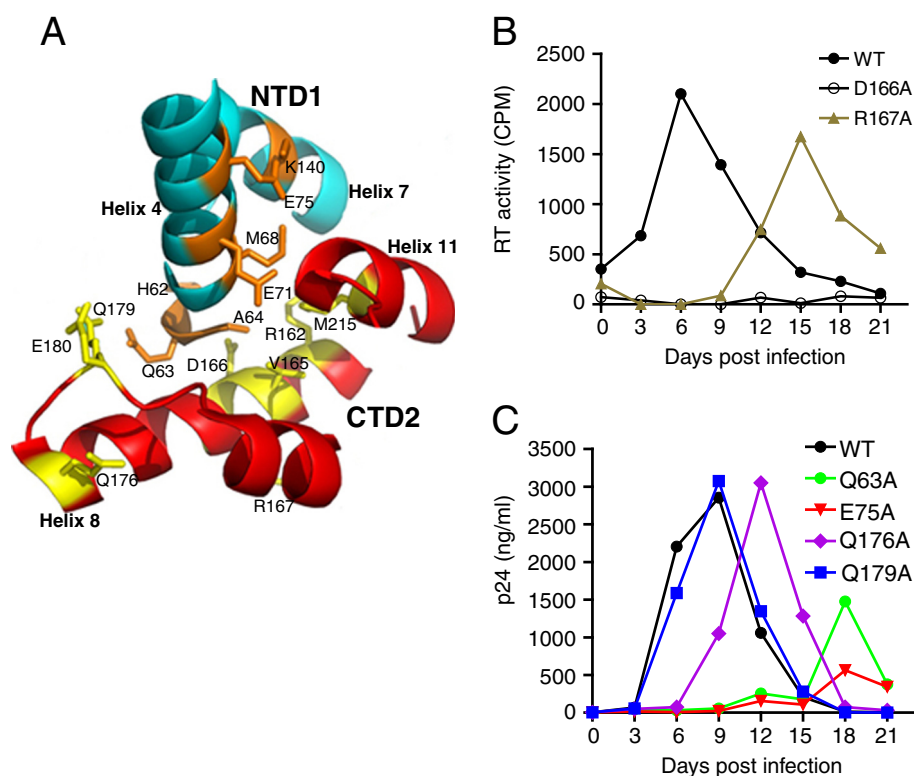 A
NTD1
K140
E75
Helix 4
Helix 7
M68
Helix 11
H62
E71
Q179
A64
M215
R162
E180
Q63
D166
V165
CTD2
Q176
R167
Helix 8
B
RT activity (CPM)
2500
2000
1500
1000
500
0
0 3 6 9 12 15 18 21
Days post infection
WT
D166A
R167A
C
p24 (ng/ml)
3500
3000
2500
2000
1500
1000
500
0
0 3 6 9 12 15 18 21
Days post infection
WT
Q63A
E75A
Q176A
Q179A